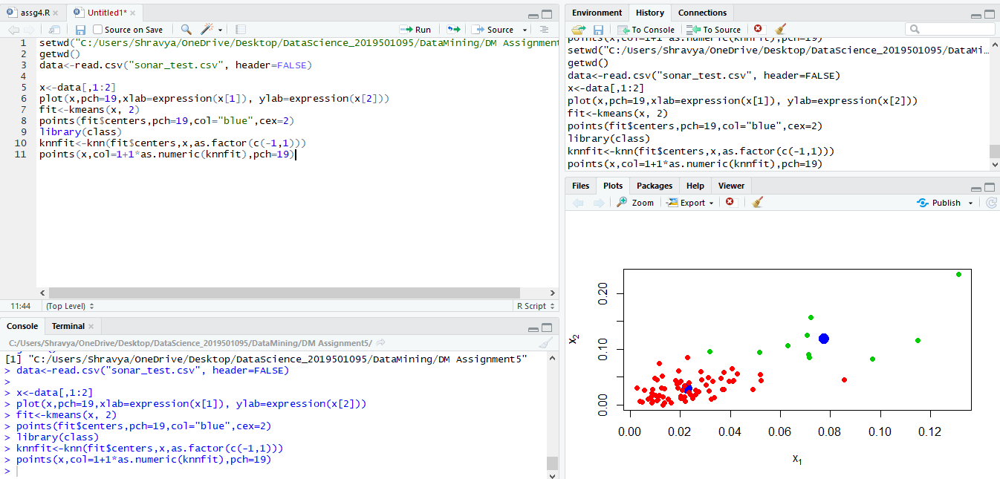 assg4.R
Untitled1*
Source on Save
Run
Source
1 setwd("C:/Users/Shravya/OneDrive/Desktop/DataScience_2019501095/DataMining/DM Assignment
2 getwd()
3 data<-read.csv("sonar_test.csv", header=FALSE)
4
5 x<-data[,1:2]
6 plot(x,pch=19,xlab=expression(x[1]), ylab=expression(x[2]))
7 fit<-kmeans(x, 2)
8 points(fit$centers,pch=19,col="blue",cex=2)
9 library(class)
10 knnfit<-knn(fit$centers,x,as.factor(c(-1,1)))
11 points(x,col=1+1*as.numeric(knnfit),pch=19)
11:44 (Top Level) R Script
Console Terminal
C:/Users/Shravya/OneDrive/Desktop/DataScience_2019501095/DataMining/DM Assignment5/
[1] "C:/Users/Shravya/OneDrive/Desktop/DataScience_2019501095/DataMining/DM Assignment5"
> data<-read.csv("sonar_test.csv", header=FALSE)
>
> x<-data[,1:2]
> plot(x,pch=19,xlab=expression(x[1]), ylab=expression(x[2]))
> fit<-kmeans(x, 2)
> points(fit$centers,pch=19,col="blue",cex=2)
> library(class)
> knnfit<-knn(fit$centers,x,as.factor(c(-1,1)))
> points(x,col=1+1*as.numeric(knnfit),pch=19)
>
Environment History Connections
To Console To Source
points(x,col=1+1*as.numeric(knnfit),pch=19)
setwd("C:/Users/Shravya/OneDrive/Desktop/DataScience_2019501095/DataMi...
getwd()
data<-read.csv("sonar_test.csv", header=FALSE)
x<-data[,1:2]
plot(x,pch=19,xlab=expression(x[1]), ylab=expression(x[2]))
fit<-kmeans(x, 2)
points(fit$centers,pch=19,col="blue",cex=2)
library(class)
knnfit<-knn(fit$centers,x,as.factor(c(-1,1)))
points(x,col=1+1*as.numeric(knnfit),pch=19)
Files Plots Packages Help Viewer
Zoom Export Publish
0.20
0.10
0.00
x2
0.00 0.02 0.04 0.06 0.08 0.10 0.12
x1